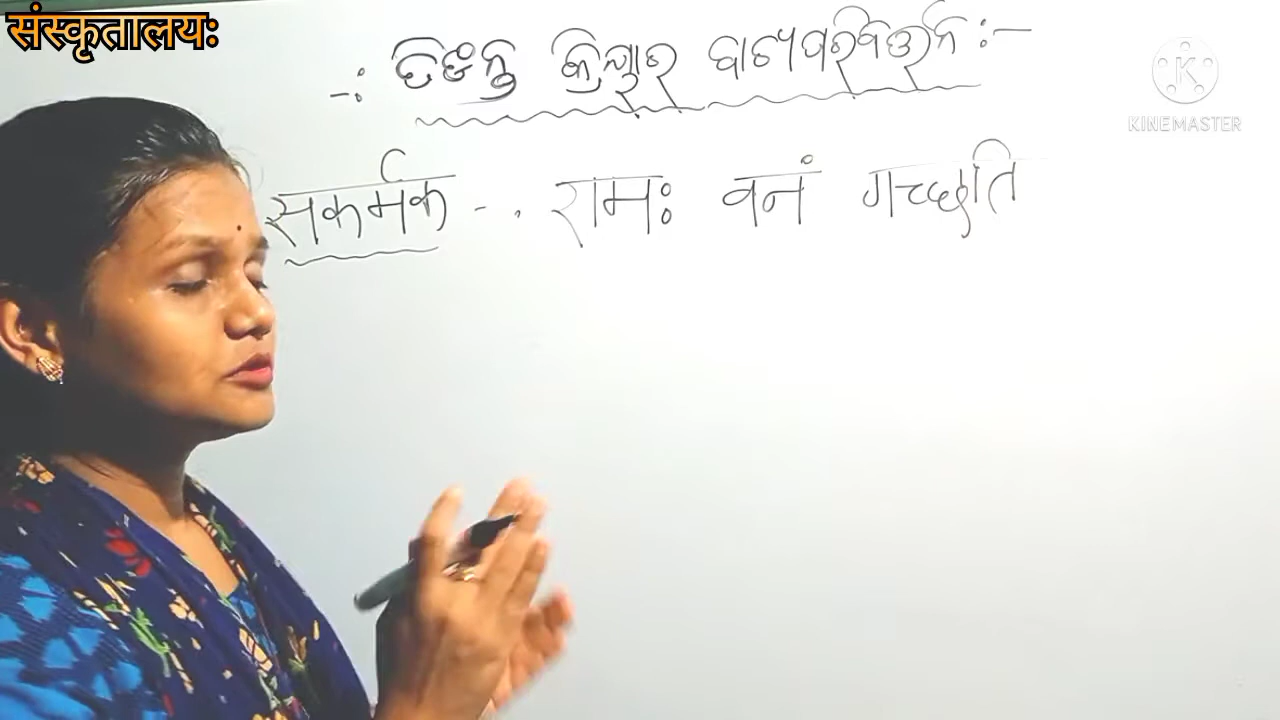 संस्कृतालयः
-: ତିଙନ୍ତ କ୍ରିୟାର ବାଚ୍ୟପରିବର୍ତ୍ତନ :-
KINEMASTER
सकर्मक - . रामः वनं गच्छति